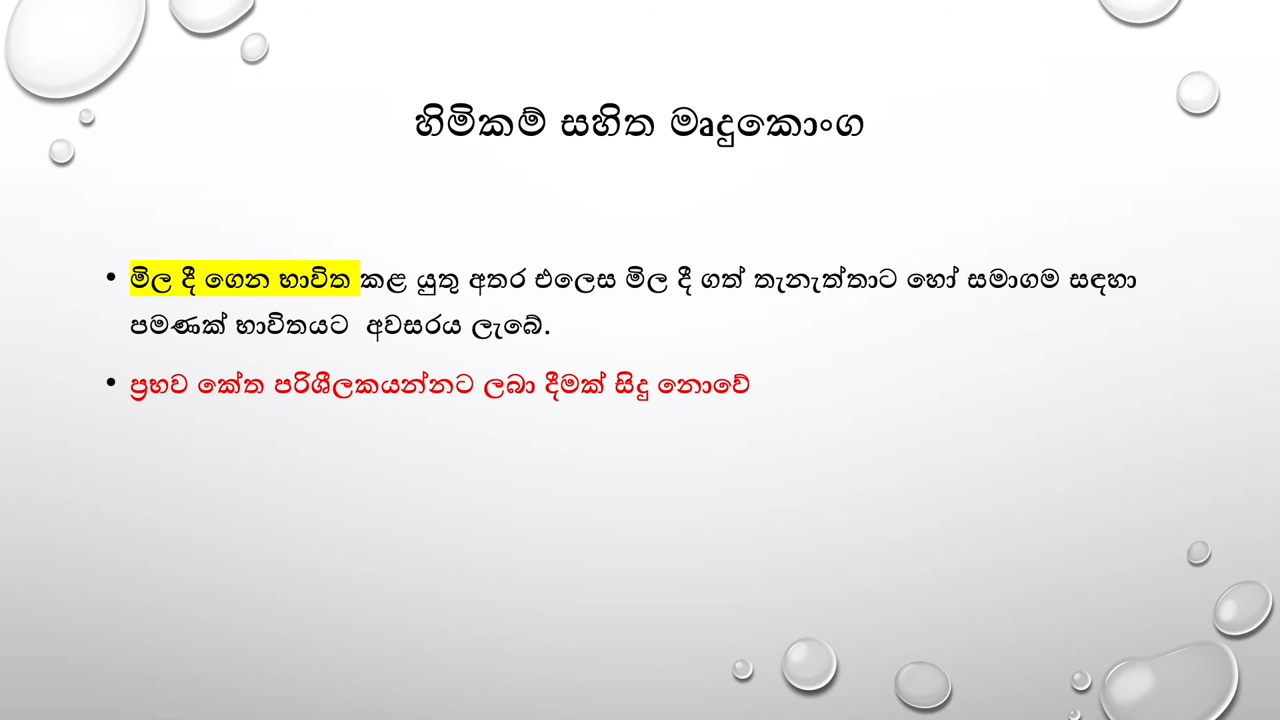 හිමිකම් සහිත මෘදුකොංග
• මිල දී ගෙන භාවිත කළ යුතු අතර එලෙස මිල දී ගත් තැනැත්තාට හෝ සමාගම සඳහා
පමණක් භාවිතයට අවසරය ලැබේ.
• ප්‍රභව කේත පරිශීලකයන්නට ලබා දීමක් සිදු නොවේ